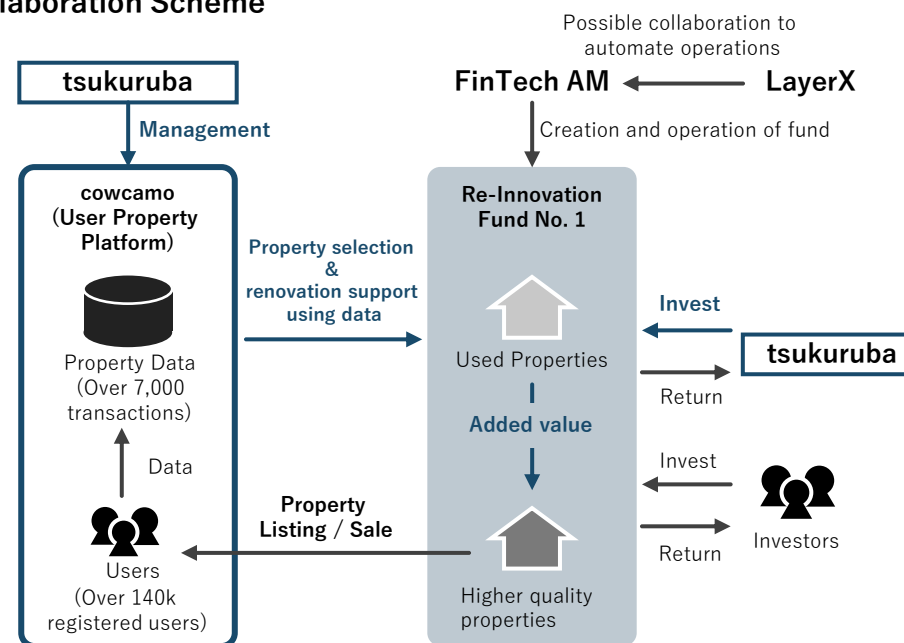 laboration Scheme
Possible collaboration to
automate operations
tsukuruba
FinTech AM
LayerX
Management
Creation and operation of fund
cowcamo
(User Property
Platform)
Re-Innovation
Fund No. 1
Property selection
&
renovation support
using data
Invest
Property Data
(Over 7,000
transactions)
Used Properties
tsukuruba
Return
Added value
Data
Invest
Property
Listing / Sale
Return
Investors
Users
(Over 140k
registered users)
Higher quality
properties